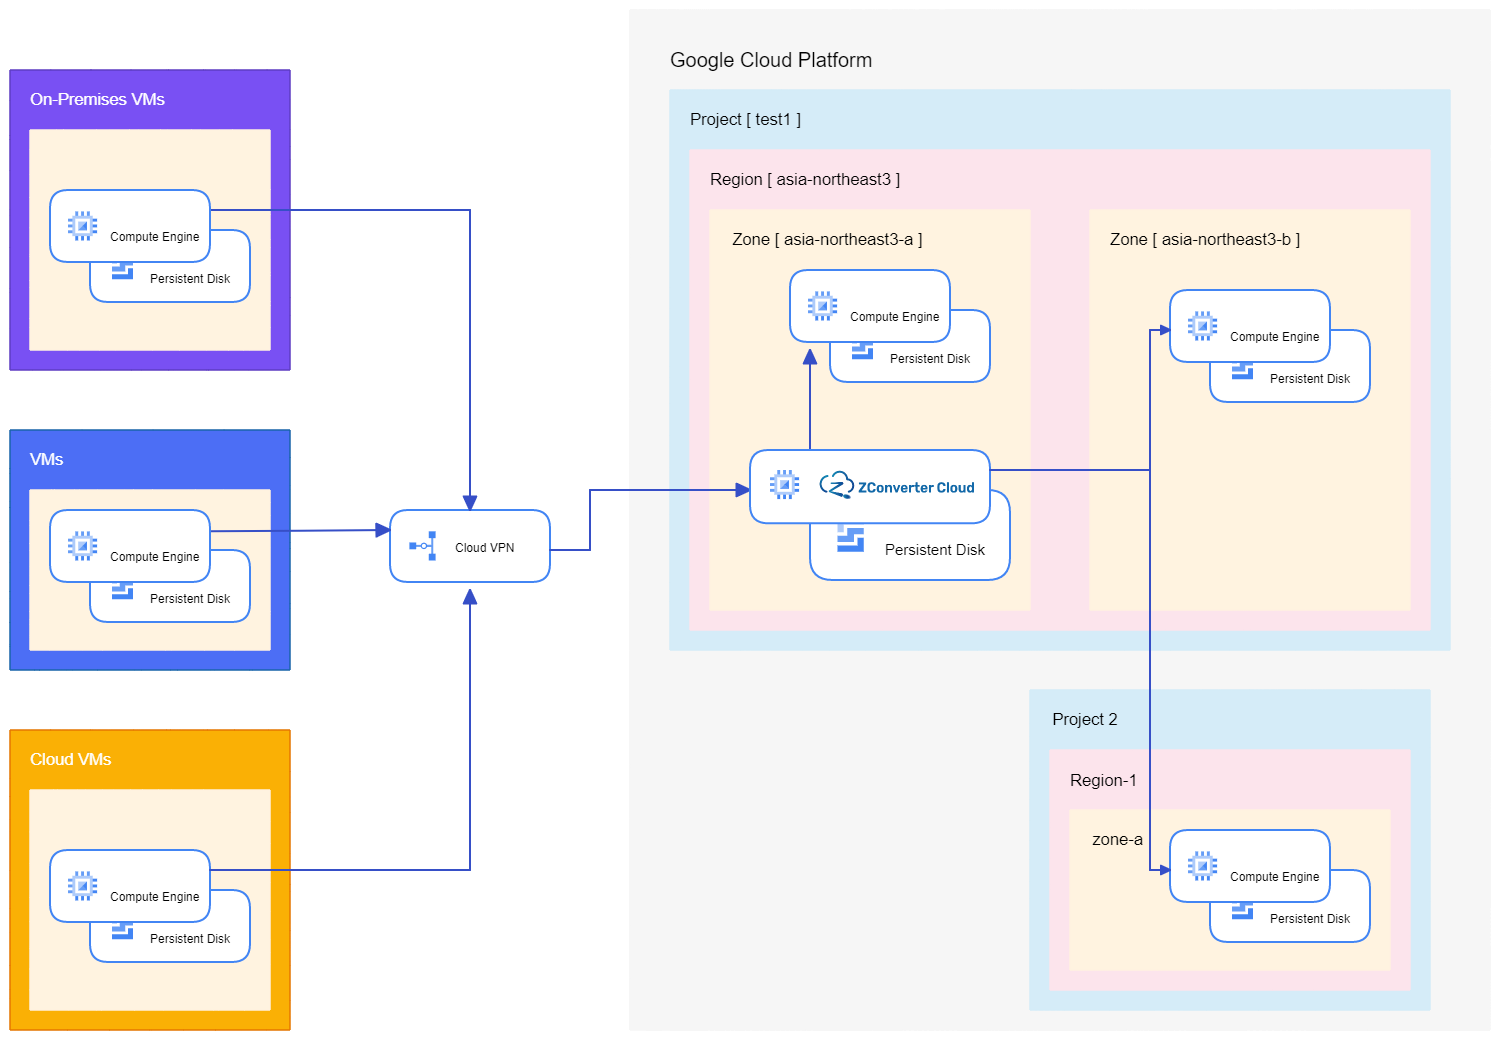 On-Premises VMs
Compute Engine
Persistent Disk
VMs
Compute Engine
Persistent Disk
Cloud VMs
Compute Engine
Persistent Disk
Cloud VPN
Google Cloud Platform
Project [ test1 ]
Region [ asia-northeast3 ]
Zone [ asia-northeast3-a ]
Compute Engine
Persistent Disk
ZConverter Cloud
Persistent Disk
Zone [ asia-northeast3-b ]
Compute Engine
Persistent Disk
Project 2
Region-1
zone-a
Compute Engine
Persistent Disk